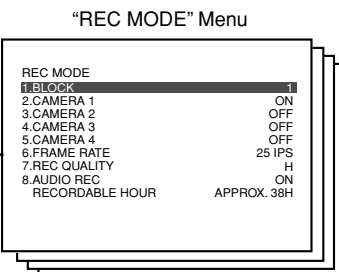 “REC MODE” Menu
REC MODE
1.BLOCK 1
2.CAMERA 1 ON
3.CAMERA 2 OFF
4.CAMERA 3 OFF
5.CAMERA 4 OFF
6.FRAME RATE 25 IPS
7.REC QUALITY H
8.AUDIO REC ON
RECORDABLE HOUR APPROX. 38H